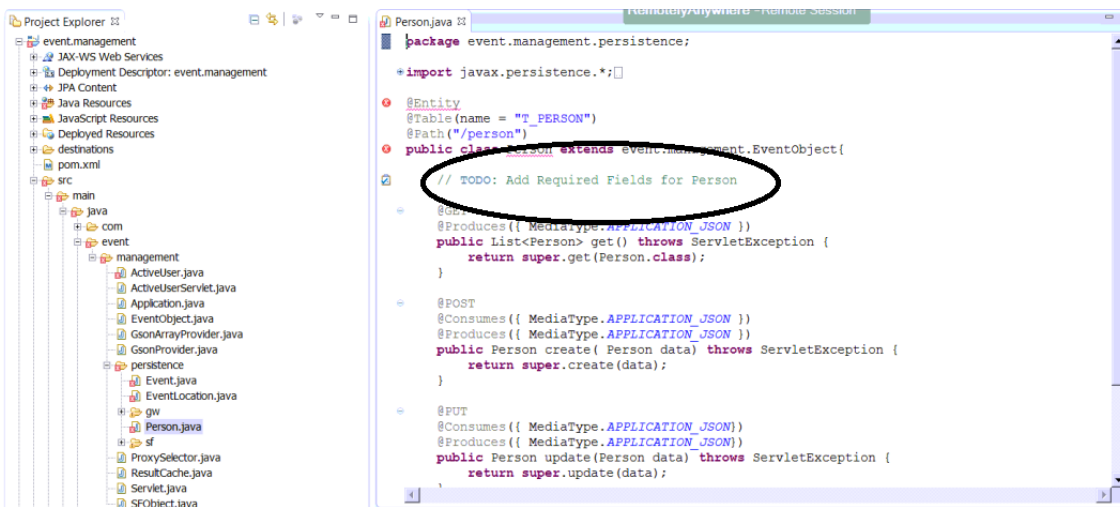 Project Explorer
event.management
JAX-WS Web Services
Deployment Descriptor: event.management
JPA Content
Java Resources
JavaScript Resources
Deployed Resources
destinations
pom.xml
src
main
java
com
event
management
ActiveUser.java
ActiveUserServlet.java
Application.java
EventObject.java
GsonArrayProvider.java
GsonProvider.java
persistence
Event.java
EventLocation.java
gw
Person.java
sf
ProxySelector.java
ResultCache.java
Servlet.java
SFObject.java
Person.java
RemotelyAnywhere - Remote Session
package event.management.persistence;
import javax.persistence.*;
@Entity
@Table(name = "T_PERSON")
@Path("/person")
public class Person extends event.management.EventObject{
// TODO: Add Required Fields for Person
@GET
@Produces({ MediaType.APPLICATION_JSON })
public List<Person> get() throws ServletException {
return super.get(Person.class);
}
@POST
@Consumes({ MediaType.APPLICATION_JSON })
@Produces({ MediaType.APPLICATION_JSON })
public Person create( Person data) throws ServletException {
return super.create(data);
}
@PUT
@Consumes({ MediaType.APPLICATION_JSON})
@Produces({ MediaType.APPLICATION_JSON})
public Person update(Person data) throws ServletException {
return super.update(data);